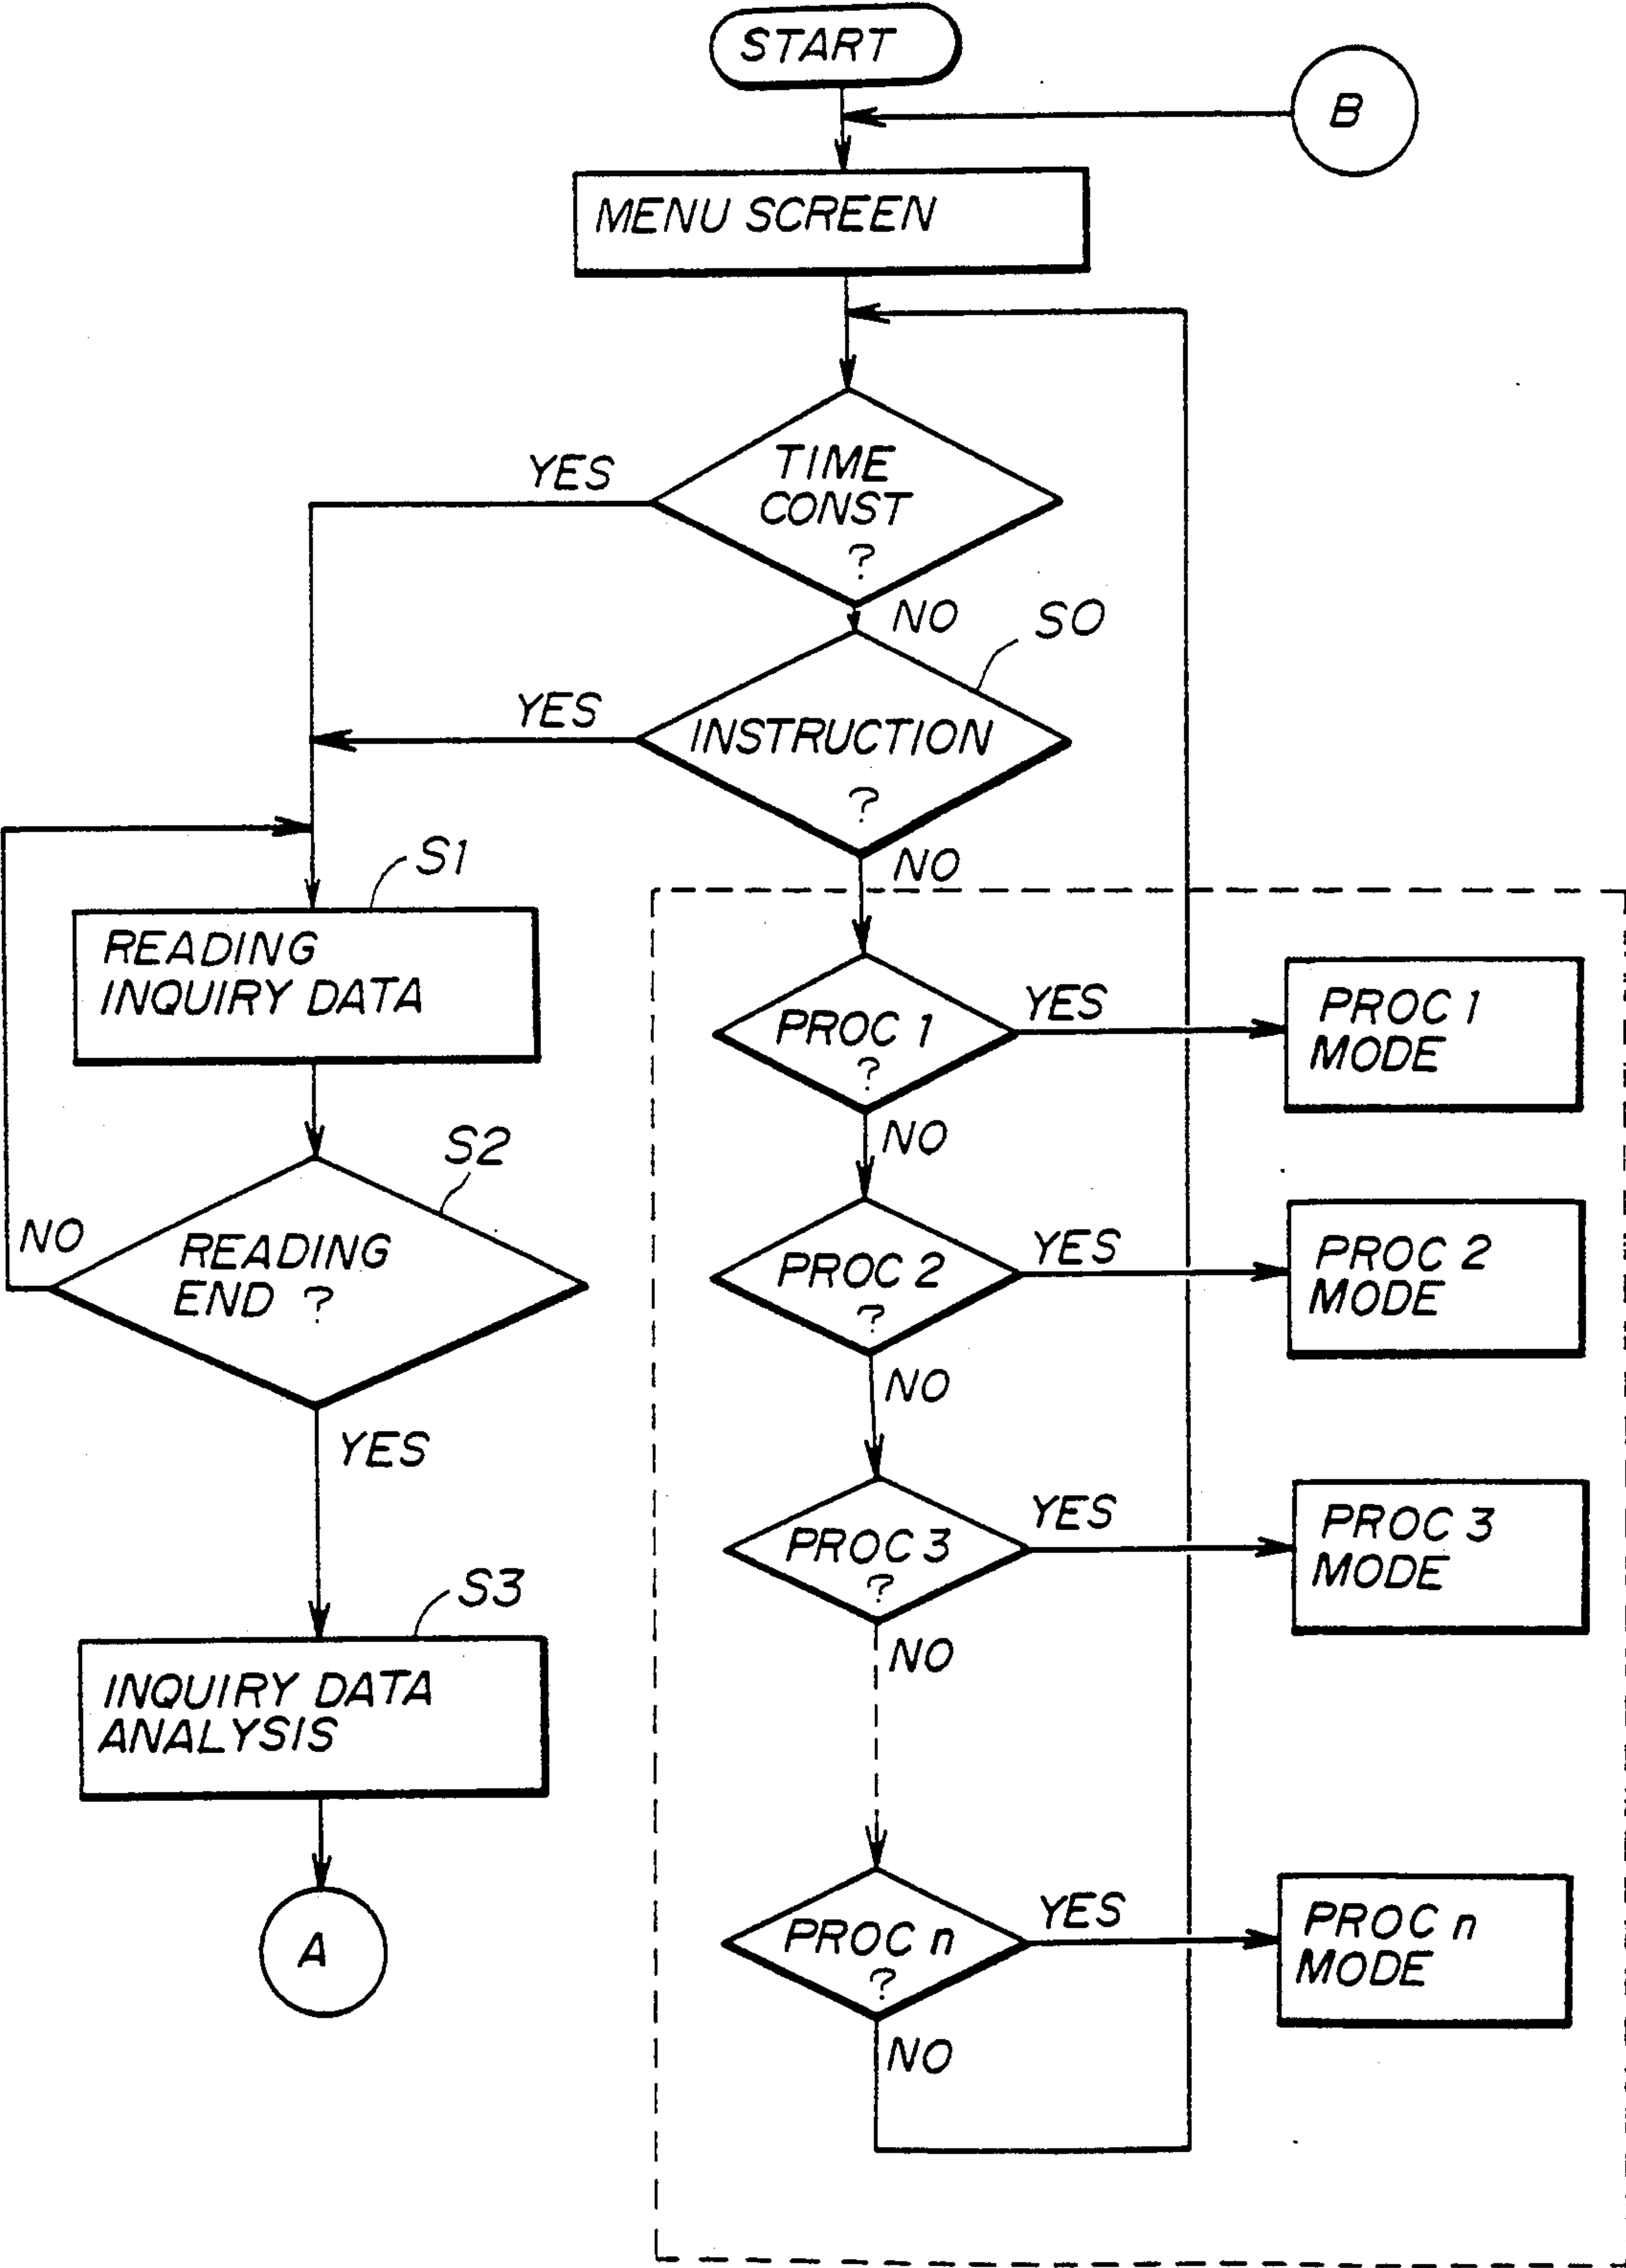 START
B
MENU SCREEN
YES
TIME
CONST
?
NO
S0
YES
INSTRUCTION
?
NO
S1
READING
INQUIRY DATA
PROC 1
?
YES
PROC 1
MODE
NO
S2
NO
READING
END ?
PROC 2
?
YES
PROC 2
MODE
NO
YES
PROC 3
?
YES
PROC 3
MODE
NO
S3
INQUIRY DATA
ANALYSIS
A
PROC n
?
YES
PROC n
MODE
NO